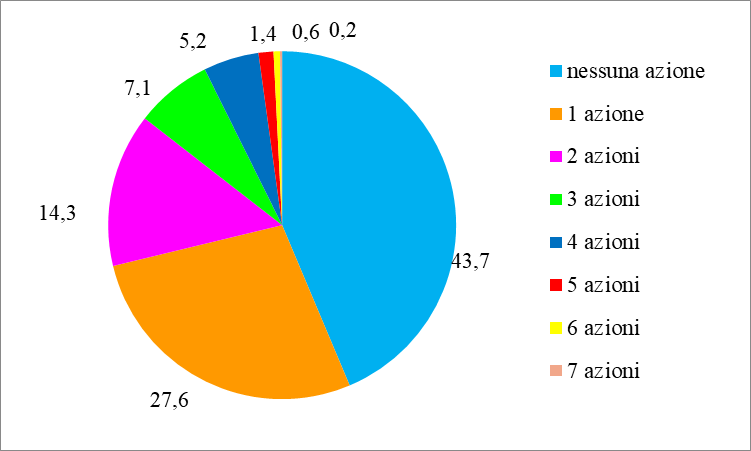 5,2
1,4
0,6
0,2
7,1
14,3
43,7
27,6
nessuna azione
1 azione
2 azioni
3 azioni
4 azioni
5 azioni
6 azioni
7 azioni